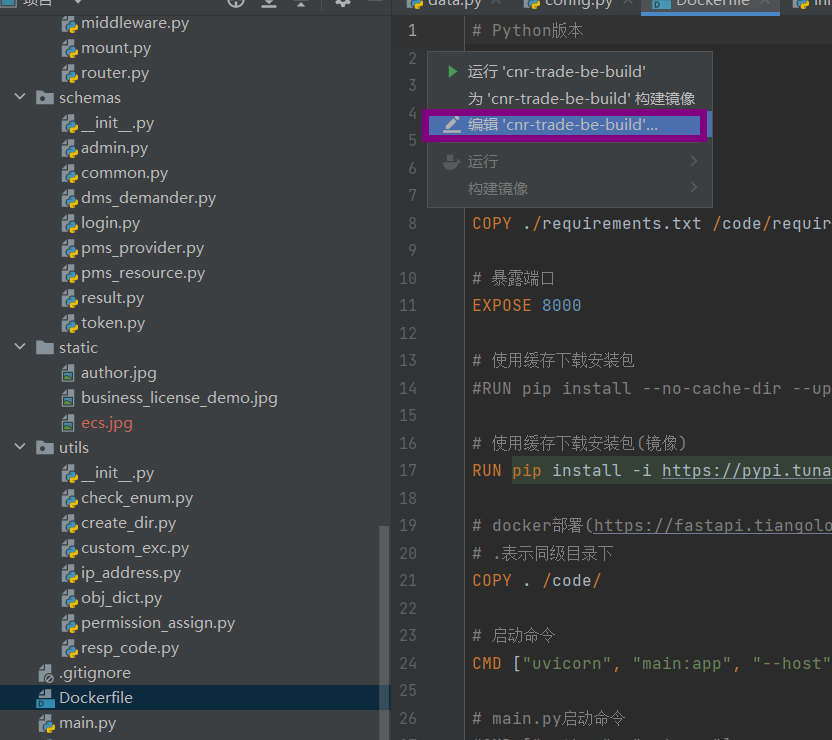 项目
middleware.py
mount.py
router.py
schemas
__init__.py
admin.py
common.py
dms_demander.py
login.py
pms_provider.py
pms_resource.py
result.py
token.py
static
author.jpg
business_license_demo.jpg
ecs.jpg
utils
__init__.py
check_enum.py
create_dir.py
custom_exc.py
ip_address.py
obj_dict.py
permission_assign.py
resp_code.py
.gitignore
Dockerfile
main.py
data.py
config.py
Dockerfile
1 # Python版本
2
运行 'cnr-trade-be-build'
3
为 'cnr-trade-be-build' 构建镜像
4
编辑 'cnr-trade-be-build'...
5
6 运行
7 构建镜像
8 COPY ./requirements.txt /code/requir
9
10 # 暴露端口
11 EXPOSE 8000
12
13 # 使用缓存下载安装包
14 #RUN pip install --no-cache-dir --up
15
16 # 使用缓存下载安装包(镜像)
17 RUN pip install -i https://pypi.tuna
18
19 # docker部署(https://fastapi.tiangolo
20 # .表示同级目录下
21 COPY . /code/
22
23 # 启动命令
24 CMD ["uvicorn", "main:app", "--host"
25
26 # main.py启动命令